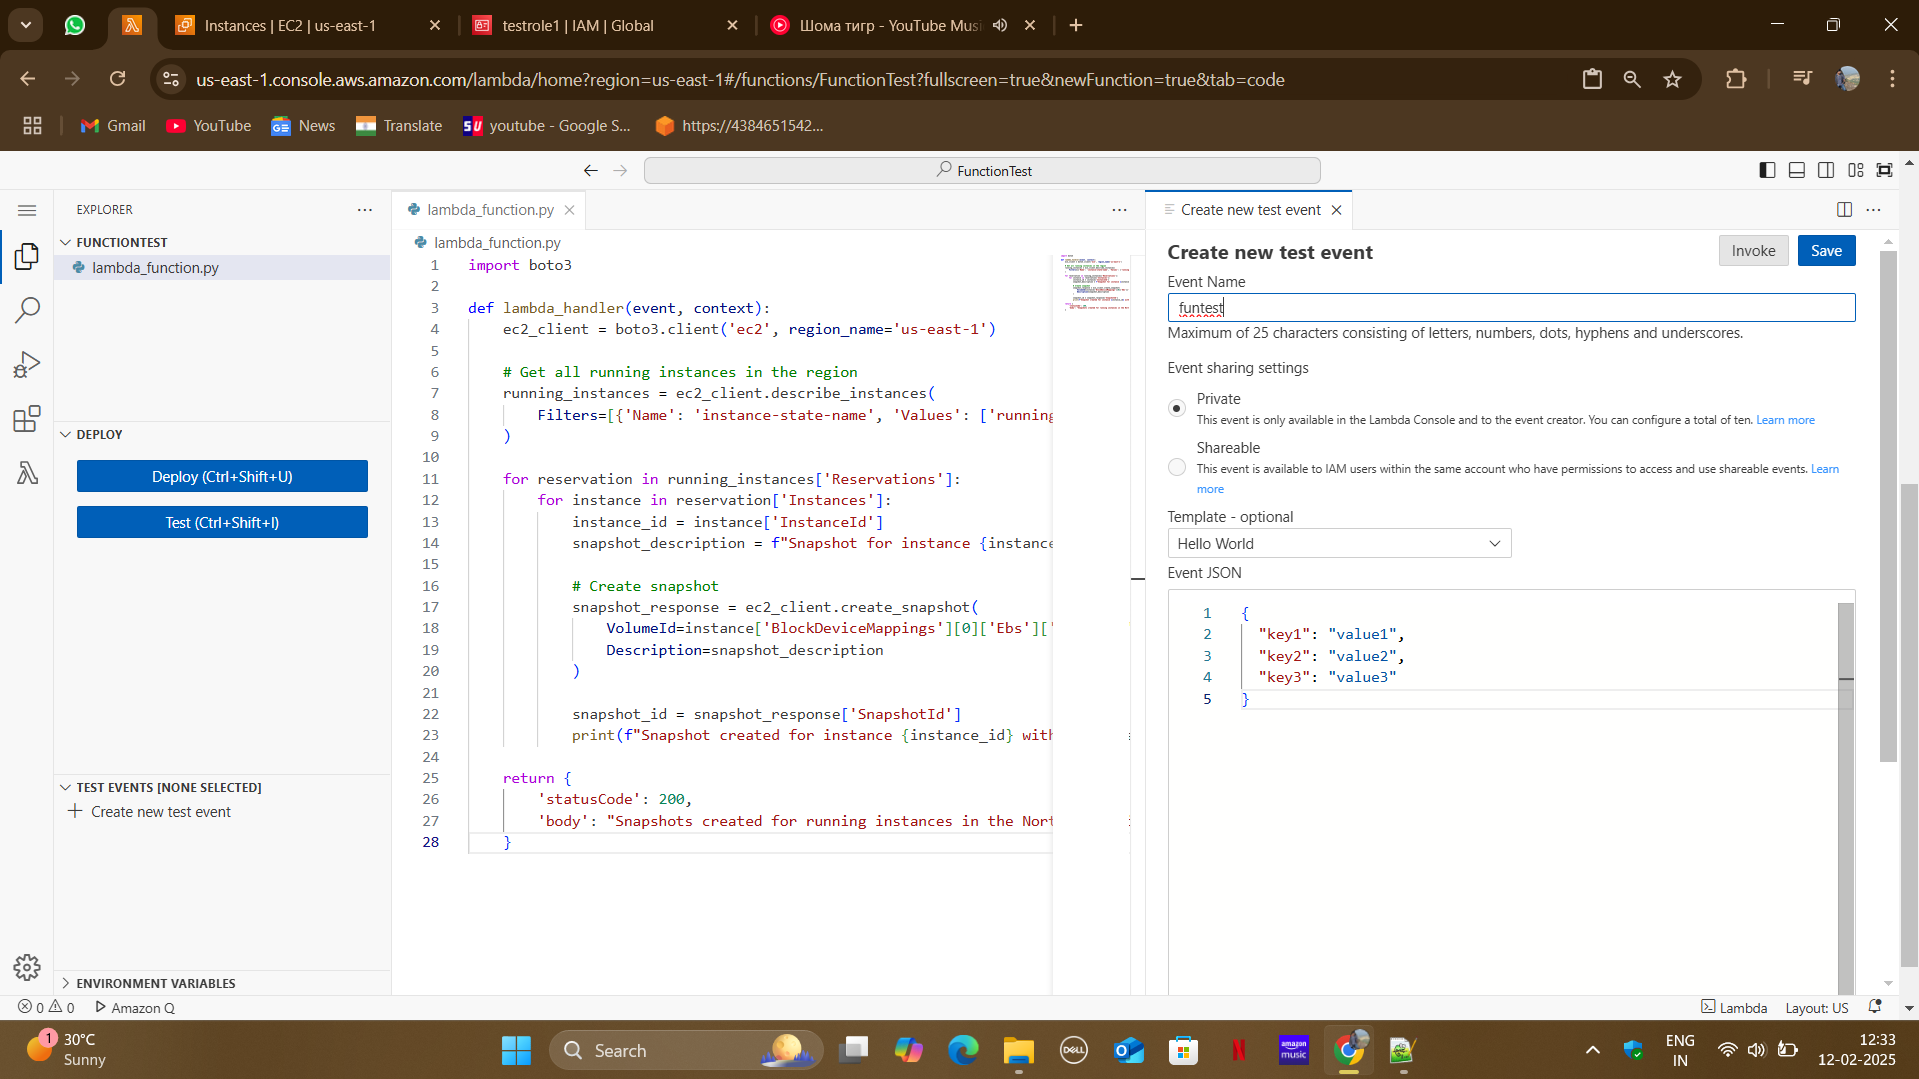 Instances | EC2 | us-east-1
testrole1 | IAM | Global
Шома тигр - YouTube Musi
us-east-1.console.aws.amazon.com/lambda/home?region=us-east-1#/functions/FunctionTest?fullscreen=true&newFunction=true&tab=code
Gmail
YouTube
News
Translate
youtube - Google S...
https://4384651542...
FunctionTest
EXPLORER
FUNCTIONTEST
lambda_function.py
DEPLOY
Deploy (Ctrl+Shift+U)
Test (Ctrl+Shift+I)
TEST EVENTS [NONE SELECTED]
Create new test event
ENVIRONMENT VARIABLES
lambda_function.py
lambda_function.py
1 import boto3
2
3 def lambda_handler(event, context):
4 ec2_client = boto3.client('ec2', region_name='us-east-1')
5
6 # Get all running instances in the region
7 running_instances = ec2_client.describe_instances(
8 Filters=[{'Name': 'instance-state-name', 'Values': ['running
9 )
10
11 for reservation in running_instances['Reservations']:
12 for instance in reservation['Instances']:
13 instance_id = instance['InstanceId']
14 snapshot_description = f"Snapshot for instance {instance
15
16 # Create snapshot
17 snapshot_response = ec2_client.create_snapshot(
18 VolumeId=instance['BlockDeviceMappings'][0]['Ebs']['
19 Description=snapshot_description
20 )
21
22 snapshot_id = snapshot_response['SnapshotId']
23 print(f"Snapshot created for instance {instance_id} with
24
25 return {
26 'statusCode': 200,
27 'body': "Snapshots created for running instances in the Nort
28 }
Create new test event
Create new test event
Invoke
Save
Event Name
funtest
Maximum of 25 characters consisting of letters, numbers, dots, hyphens and underscores.
Event sharing settings
Private
This event is only available in the Lambda Console and to the event creator. You can configure a total of ten. Learn more
Shareable
This event is available to IAM users within the same account who have permissions to access and use shareable events. Learn
more
Template - optional
Hello World
Event JSON
1 {
2 "key1": "value1",
3 "key2": "value2",
4 "key3": "value3"
5 }
0 0
Amazon Q
Lambda
Layout: US
1
30°C
Sunny
Search
DELL
amazon
music
N
ENG
IN
12:33
12-02-2025